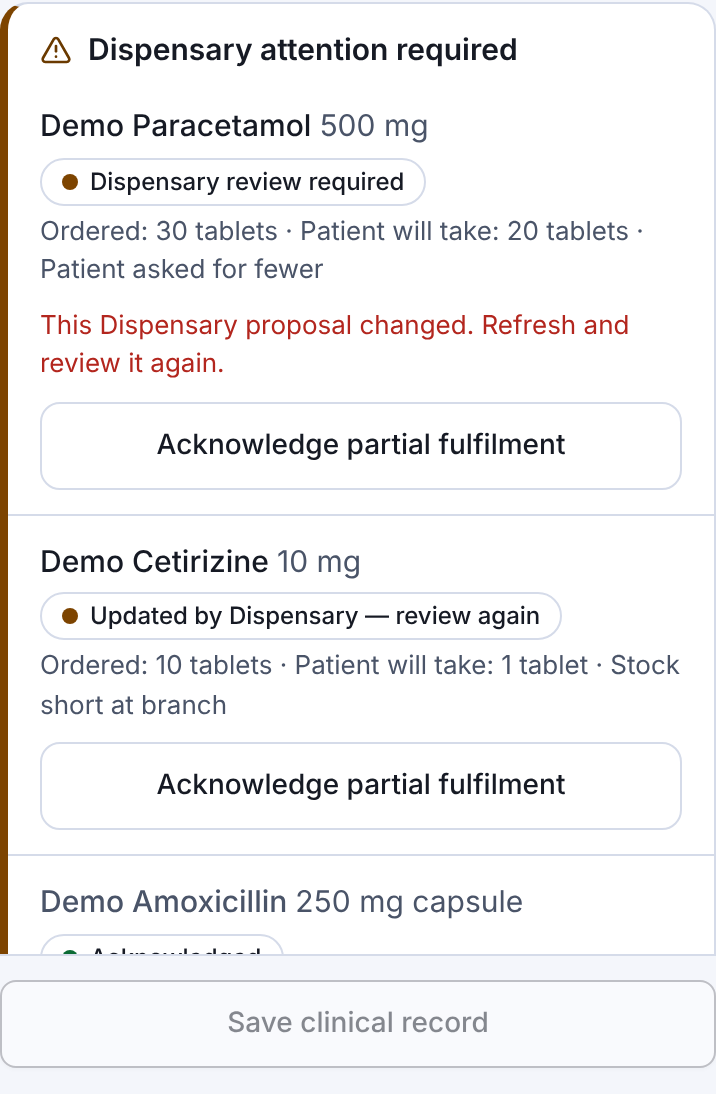 Dispensary attention required
Demo Paracetamol 500 mg
Dispensary review required
Ordered: 30 tablets · Patient will take: 20 tablets ·
Patient asked for fewer
This Dispensary proposal changed. Refresh and
review it again.
Acknowledge partial fulfilment
Demo Cetirizine 10 mg
Updated by Dispensary — review again
Ordered: 10 tablets · Patient will take: 1 tablet · Stock
short at branch
Acknowledge partial fulfilment
Demo Amoxicillin 250 mg capsule
Acknowledged
Save clinical record